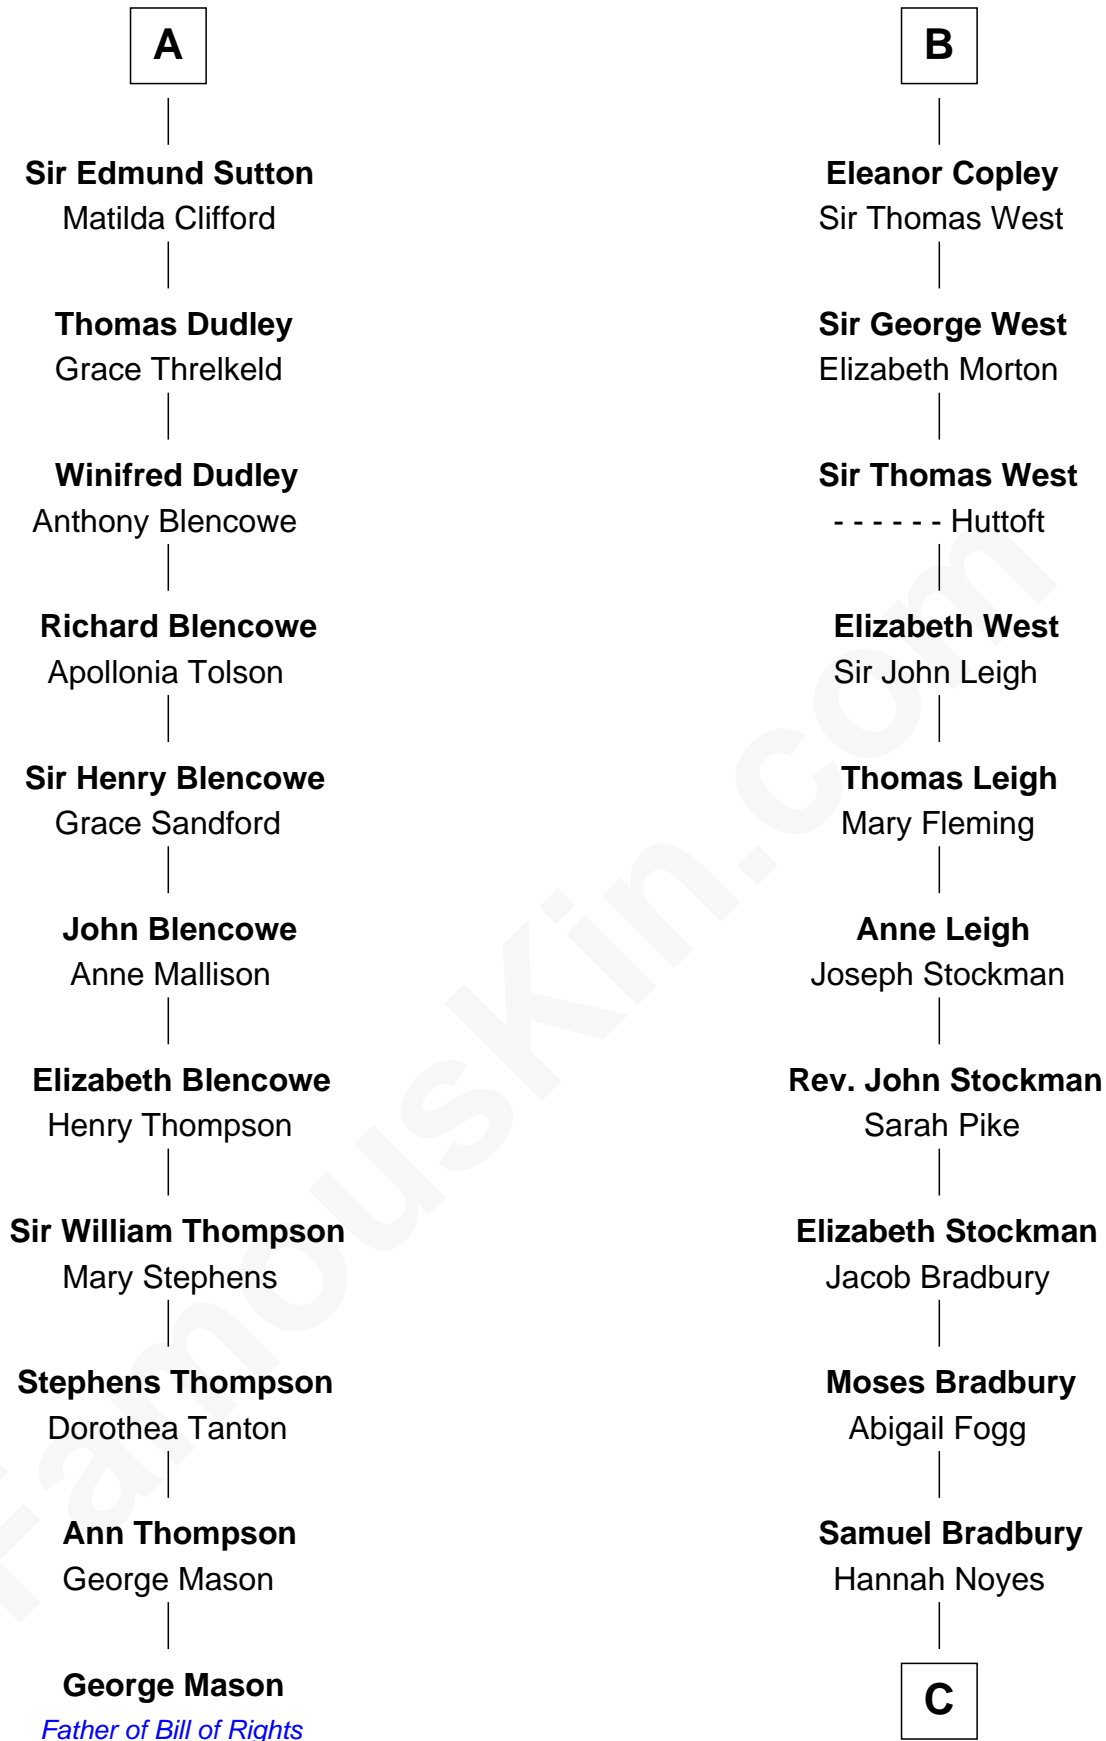 A
Sir Edmund Sutton
Matilda Clifford
Thomas Dudley
Grace Threlkeld
Winifred Dudley
Anthony Blencowe
Richard Blencowe
Apollonia Tolson
Sir Henry Blencowe
Grace Sandford
John Blencowe
Anne Mallison
Elizabeth Blencowe
Henry Thompson
Sir William Thompson
Mary Stephens
Stephens Thompson
Dorothea Tanton
Ann Thompson
George Mason
George Mason
Father of Bill of Rights
B
Eleanor Copley
Sir Thomas West
Sir George West
Elizabeth Morton
Sir Thomas West
- - - - - - Huttoft
Elizabeth West
Sir John Leigh
Thomas Leigh
Mary Fleming
Anne Leigh
Joseph Stockman
Rev. John Stockman
Sarah Pike
Elizabeth Stockman
Jacob Bradbury
Moses Bradbury
Abigail Fogg
Samuel Bradbury
Hannah Noyes
C
FamousKin.com